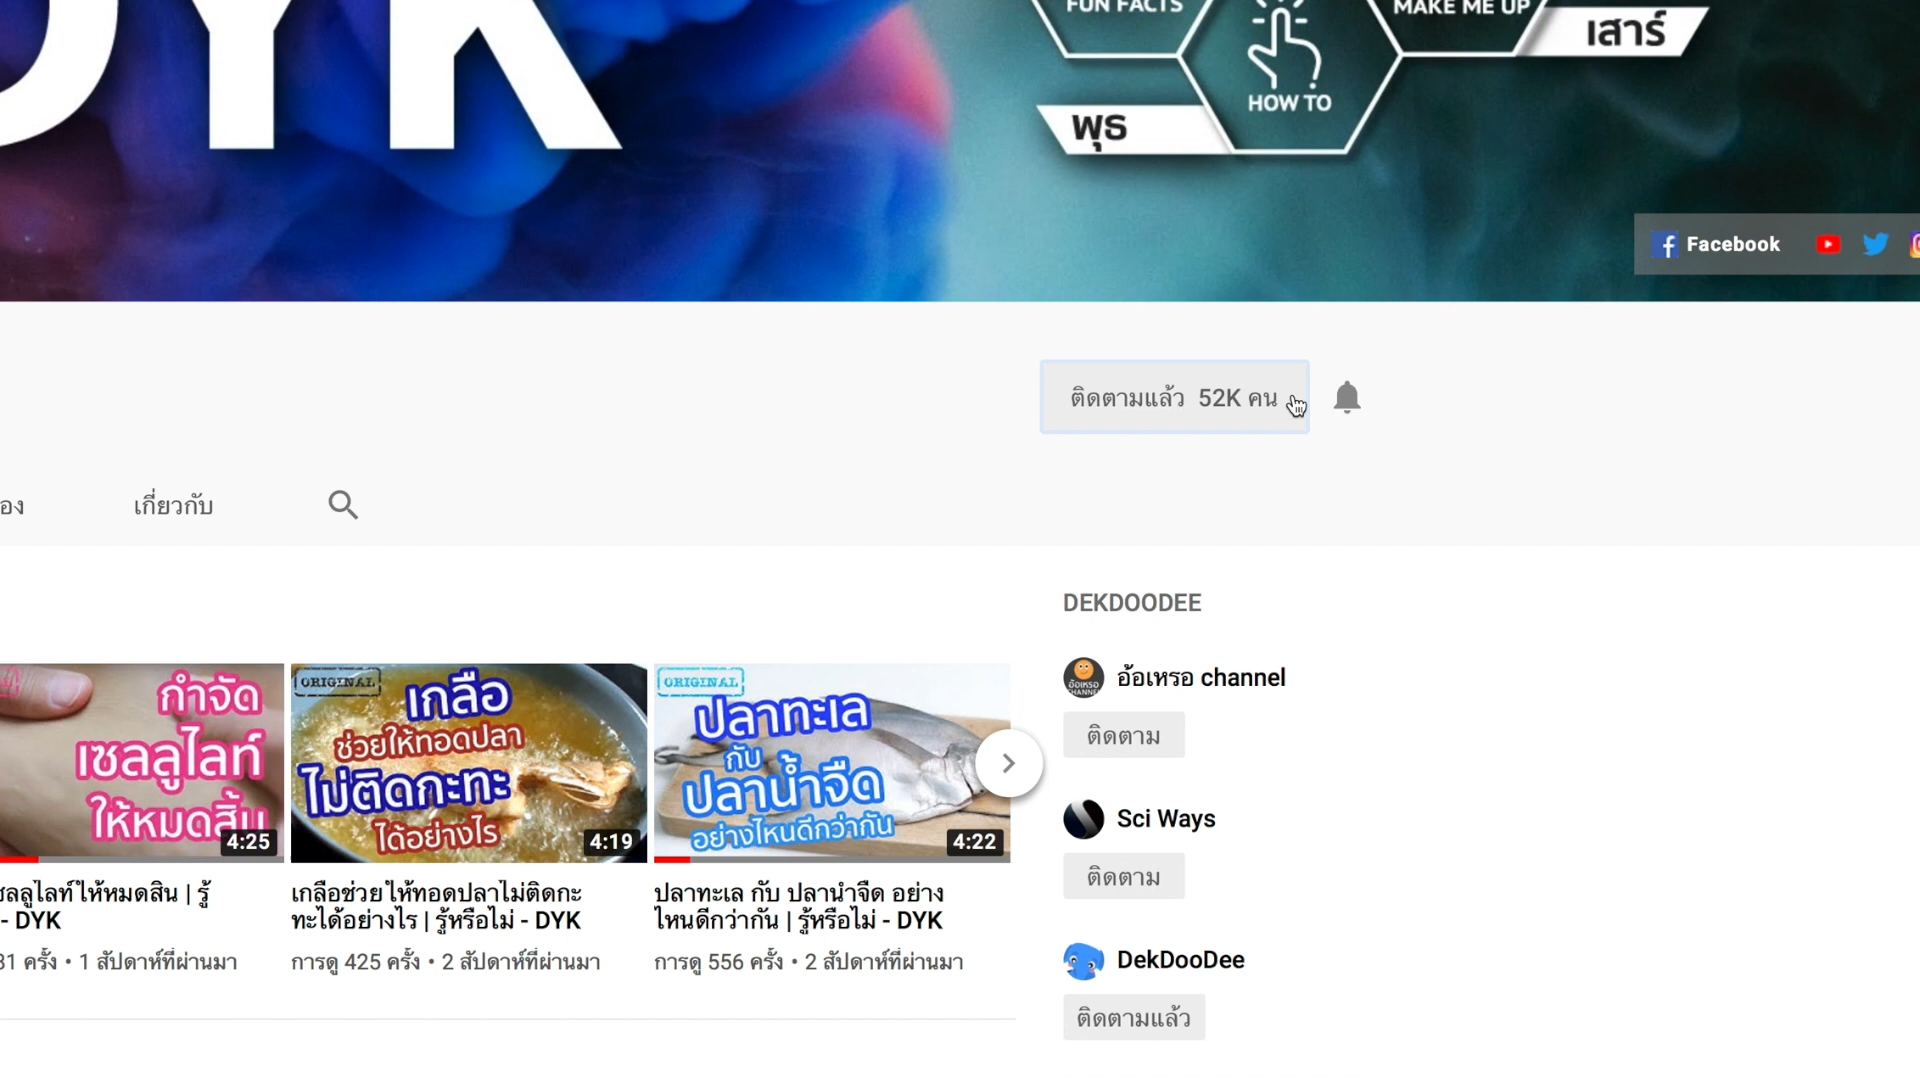 DYK
FUN FACTS
MAKE ME UP
เสาร์
HOW TO
พุธ
Facebook
ติดตามแล้ว 52K คน
เกี่ยวกับ
DEKDOODEE
อ้อเหรอ channel
ติดตาม
Sci Ways
ติดตาม
DekDooDee
ติดตามแล้ว
กำจัด
เซลลูไลท์
ให้หมดสิ้น
4:25
ORIGINAL
เกลือ
ช่วยให้ทอดปลา
ไม่ติดกะทะ
ได้อย่างไร
4:19
ORIGINAL
ปลาทะเล
กับ
ปลาน้ำจืด
อย่างไหนดีกว่ากัน
4:22
ซลลูไลท์ ให้หมดสิ้น | รู้
- DYK
31 ครั้ง • 1 สัปดาห์ที่ผ่านมา
เกลือช่วยให้ทอดปลาไม่ติดกะ
ทะได้อย่างไร | รู้หรือไม่ - DYK
การดู 425 ครั้ง • 2 สัปดาห์ที่ผ่านมา
ปลาทะเล กับ ปลาน้ำจืด อย่าง
ไหนดีกว่ากัน | รู้หรือไม่ - DYK
การดู 556 ครั้ง • 2 สัปดาห์ที่ผ่านมา